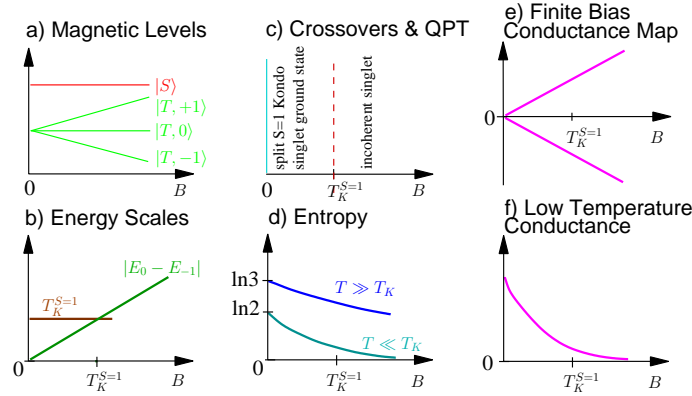 a) Magnetic Levels
|S⟩
|T, +1⟩
|T, 0⟩
|T, −1⟩
0
B
b) Energy Scales
|E_0 − E_{-1}|
T_K^{S=1}
0
T_K^{S=1}
B
c) Crossovers & QPT
split S=1 Kondo
singlet ground state
incoherent singlet
0
T_K^{S=1}
B
d) Entropy
ln3
ln2
T ≫ T_K
T ≪ T_K
0
T_K^{S=1}
B
e) Finite Bias
Conductance Map
0
T_K^{S=1}
B
f) Low Temperature
Conductance
0
T_K^{S=1}
B